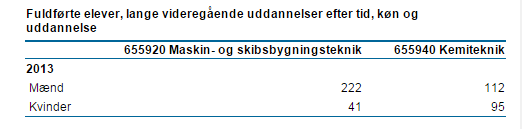 Fuldførte elever, lange videregående uddannelser efter tid, køn og
uddannelse
655920 Maskin- og skibsbygningsteknik 655940 Kemiteknik
2013
Mænd 222 112
Kvinder 41 95